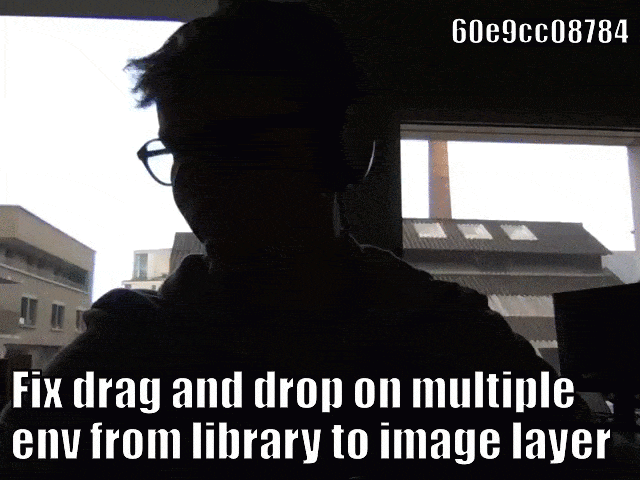 60e9cc08784
Fix drag and drop on multiple
env from library to image layer